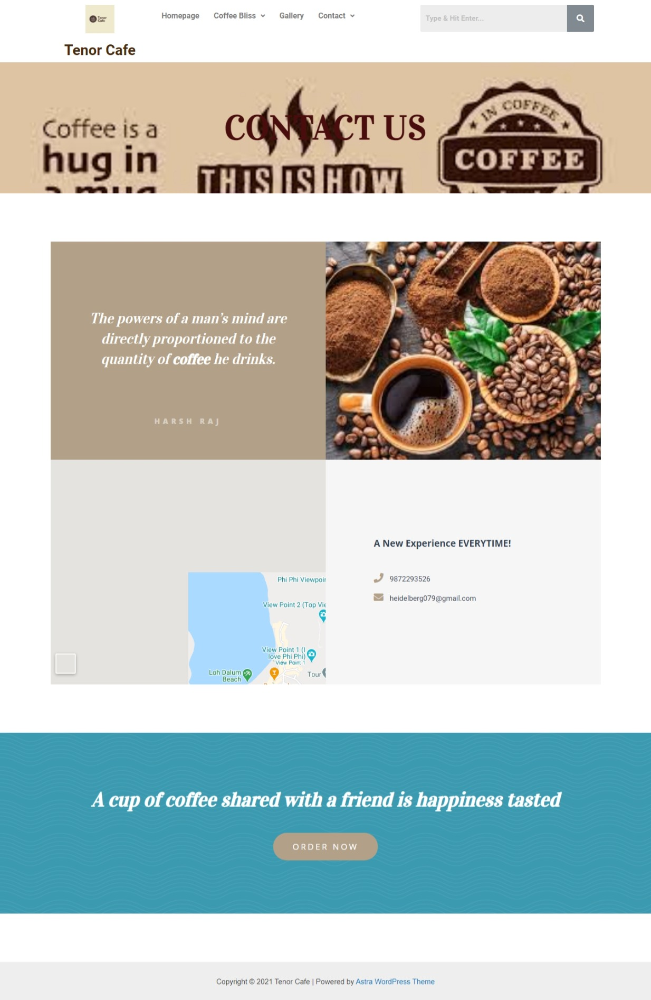 Tenor
Cafe
Homepage
Coffee Bliss
Gallery
Contact
Type & Hit Enter...
Tenor Cafe
CONTACT US
Coffee is a
hug in
a mug
THIS IS HOW
IN COFFEE
COFFEE
The powers of a man’s mind are
directly proportioned to the
quantity of coffee he drinks.
HARSH RAJ
Phi Phi Viewpoin
View Point 2 (Top Vie
View Point 1 (I
love Phi Phi)
View Point 1
Loh Dalum
Beach
Tour
A New Experience EVERYTIME!
9872293526
heidelberg079@gmail.com
A cup of coffee shared with a friend is happiness tasted
ORDER NOW
Copyright © 2021 Tenor Cafe | Powered by Astra WordPress Theme